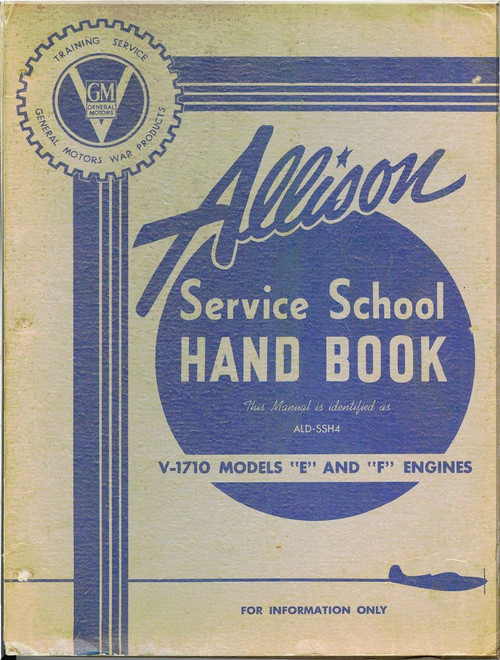 TRAINING SERVICE
GM
GENERAL
MOTORS
GENERAL MOTORS WAR PRODUCTS
Allison
Service School
HAND BOOK
This Manual is identified as
ALD-SSH4
V-1710 MODELS "E" AND "F" ENGINES
FOR INFORMATION ONLY